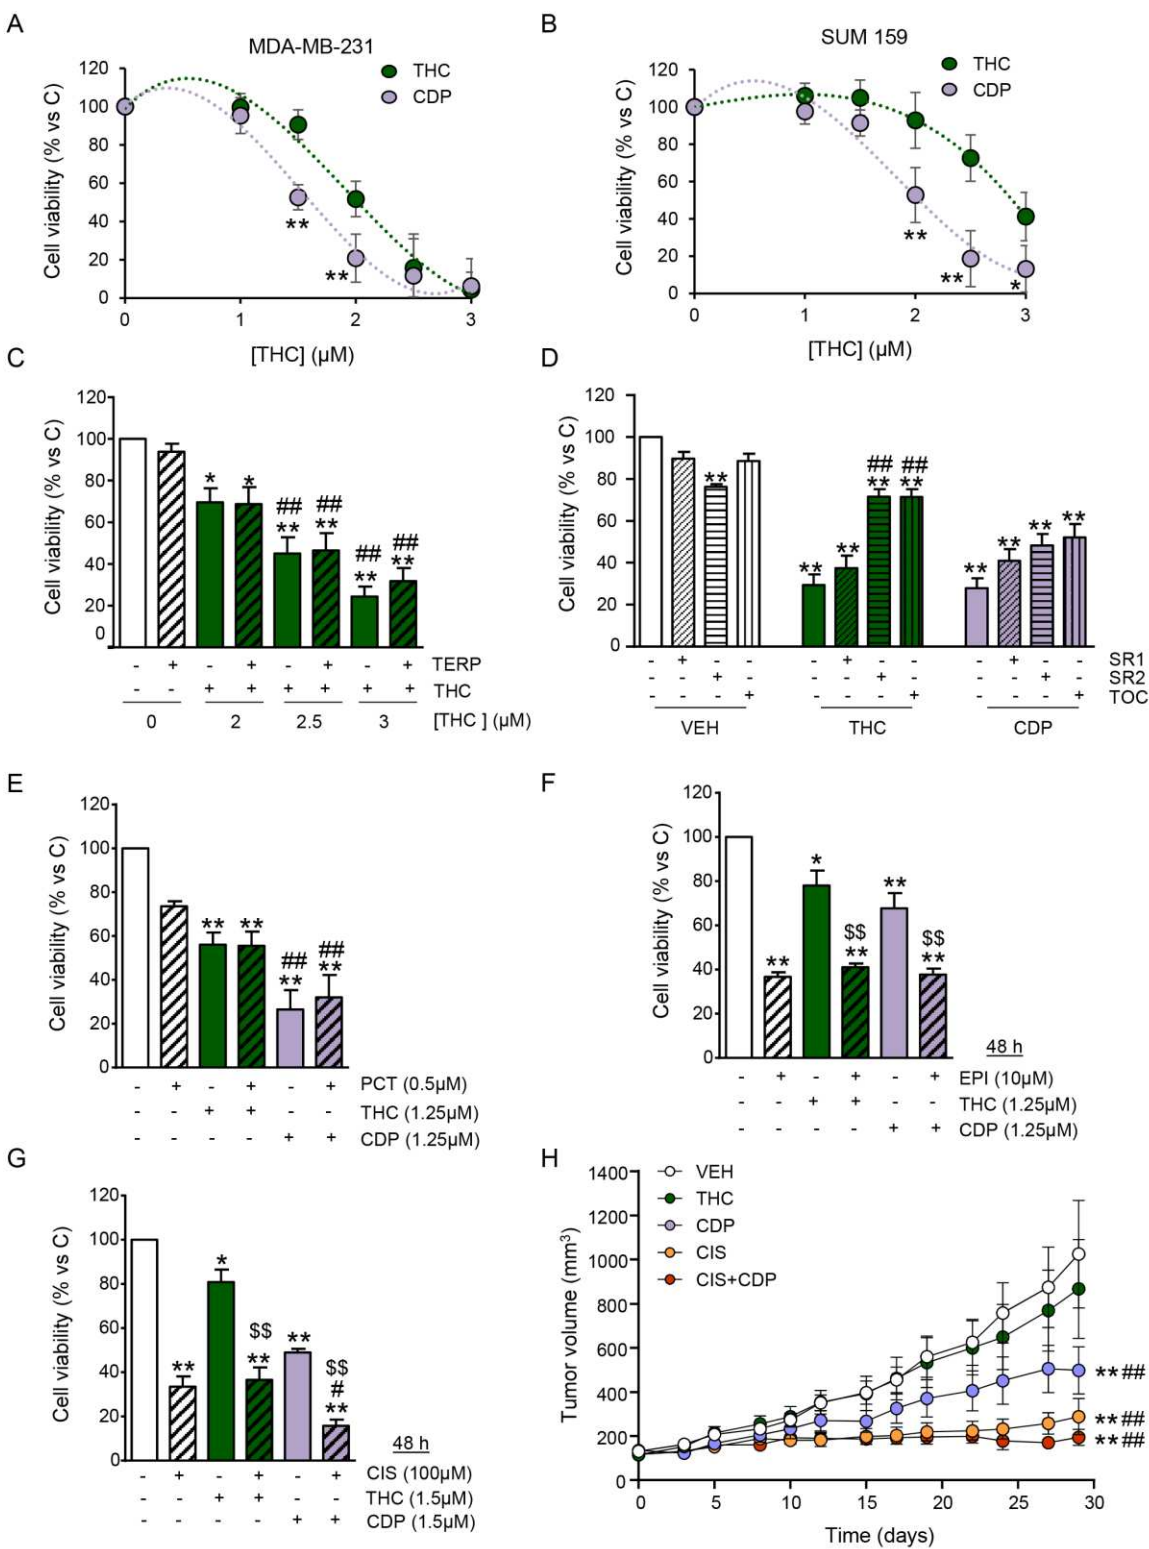 A
MDA-MB-231
THC
CDP
Cell viability (% vs C)
120
100
80
60
40
20
0
**
**
0 1 2 3
[THC] (µM)
B
SUM 159
THC
CDP
Cell viability (% vs C)
120
100
80
60
40
20
0
**
**
*
0 1 2 3
[THC] (µM)
C
Cell viability (% vs C)
120
100
80
60
40
20
0
* *
## ##
** **
## ##
** **
- + - + - + - + TERP
- - + + + + + + THC
0 2 2.5 3 [THC ] (µM)
D
Cell viability (% vs C)
120
100
80
60
40
20
0
**
## ##
** ** ** **
** ** ** **
- + - - - + - - - + - - SR1
- - + - - - + - - - + - SR2
- - - + - - - + - - - + TOC
VEH THC CDP
E
Cell viability (% vs C)
120
100
80
60
40
20
0
** **
## ##
** **
- + - + - + PCT (0.5µM)
- - + + - - THC (1.25µM)
- - - - + + CDP (1.25µM)
F
Cell viability (% vs C)
120
100
80
60
40
20
0
**
*
$$
**
**
$$
**
48 h
- + - + - + EPI (10µM)
- - + + - - THC (1.25µM)
- - - - + + CDP (1.25µM)
G
Cell viability (% vs C)
120
100
80
60
40
20
0
**
*
$$
**
**
$$
#
**
48 h
- + - + - + CIS (100µM)
- - + + - - THC (1.5µM)
- - - - + + CDP (1.5µM)
H
VEH
THC
CDP
CIS
CIS+CDP
Tumor volume (mm³)
1400
1200
1000
800
600
400
200
0
**##
**##
**##
0 5 10 15 20 25 30
Time (days)